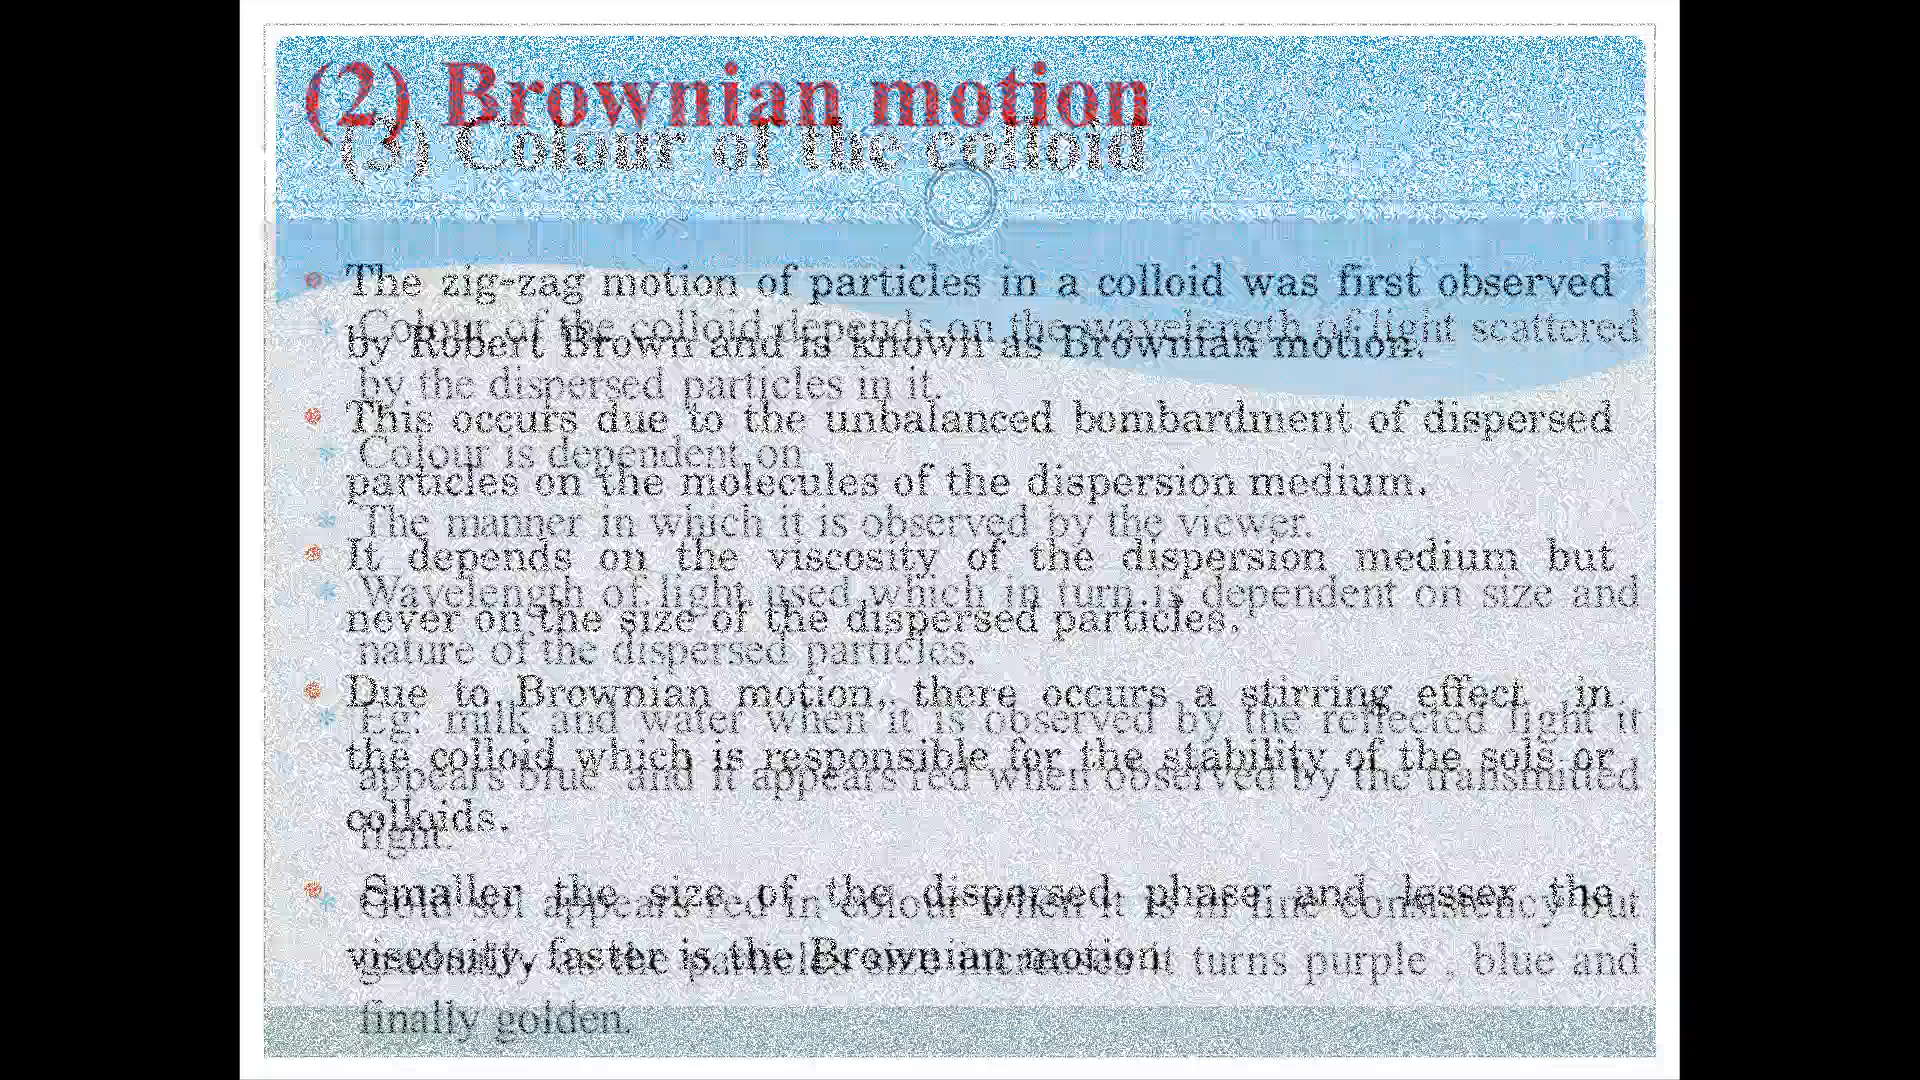 (2) Brownian motion
(3) Colour of the colloid
The zig-zag motion of particles in a colloid was first observed
by Robert Brown and is known as Brownian motion.
This occurs due to the unbalanced bombardment of dispersed
particles on the molecules of the dispersion medium.
It depends on the viscosity of the dispersion medium but
never on the size of the dispersed particles.
Due to Brownian motion, there occurs a stirring effect in
the colloid which is responsible for the stability of the sols or
colloids.
Smaller the size of the dispersed phase and lesser the
viscosity, faster is the Brownian motion
Colour of the colloid depends on the wavelength of light scattered
by the dispersed particles in it.
Colour is dependent on
The manner in which it is observed by the viewer.
Wavelength of light used which in turn is dependent on size and
nature of the dispersed particles.
Eg: milk and water when it is observed by the reflected light it
appears blue and it appears red when observed by the transmitted
light.
Gold sol appears red in colour when it is in fine consistency but
the particle size it turns purple , blue and
finally golden.